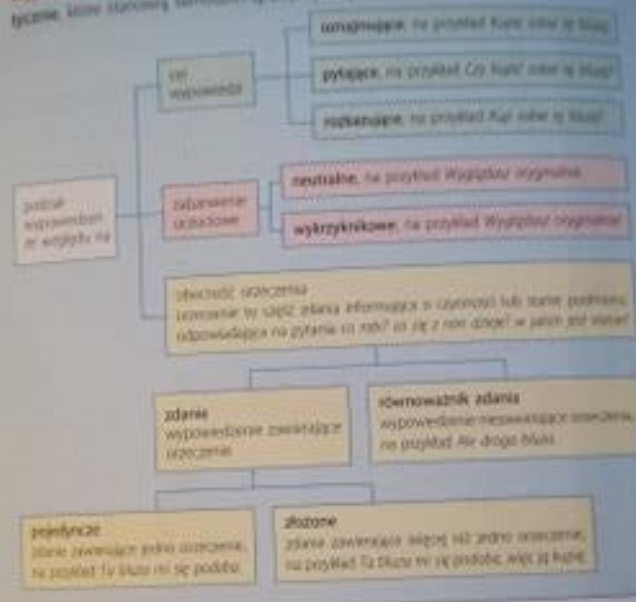 tycznie, które stanowią
oznajmujące, na przykład Kupię sobie tę bluzę.
cel
wypowiedzi
pytające, na przykład Czy kupić sobie tę bluzę?
rozkazujące, na przykład Kup sobie tę bluzę!
podział
wypowiedzeń
ze względu na
zabarwienie
uczuciowe
neutralne, na przykład Wyglądasz oryginalnie.
wykrzyknikowe, na przykład Wyglądasz oryginalnie!
obecność orzeczenia
orzeczenie to część zdania informująca o czynności lub stanie podmiotu,
odpowiadająca na pytania co robi? co się z nim dzieje? w jakim jest stanie?
zdanie
wypowiedzenie zawierające
orzeczenie
równoważnik zdania
wypowiedzenie niezawierające orzeczenia,
na przykład Ale droga bluza.
pojedyncze
zdanie zawierające jedno orzeczenie,
na przykład Ta bluza mi się podoba.
złożone
zdanie zawierające więcej niż jedno orzeczenie,
na przykład Ta bluza mi się podoba, więc ją kupię.